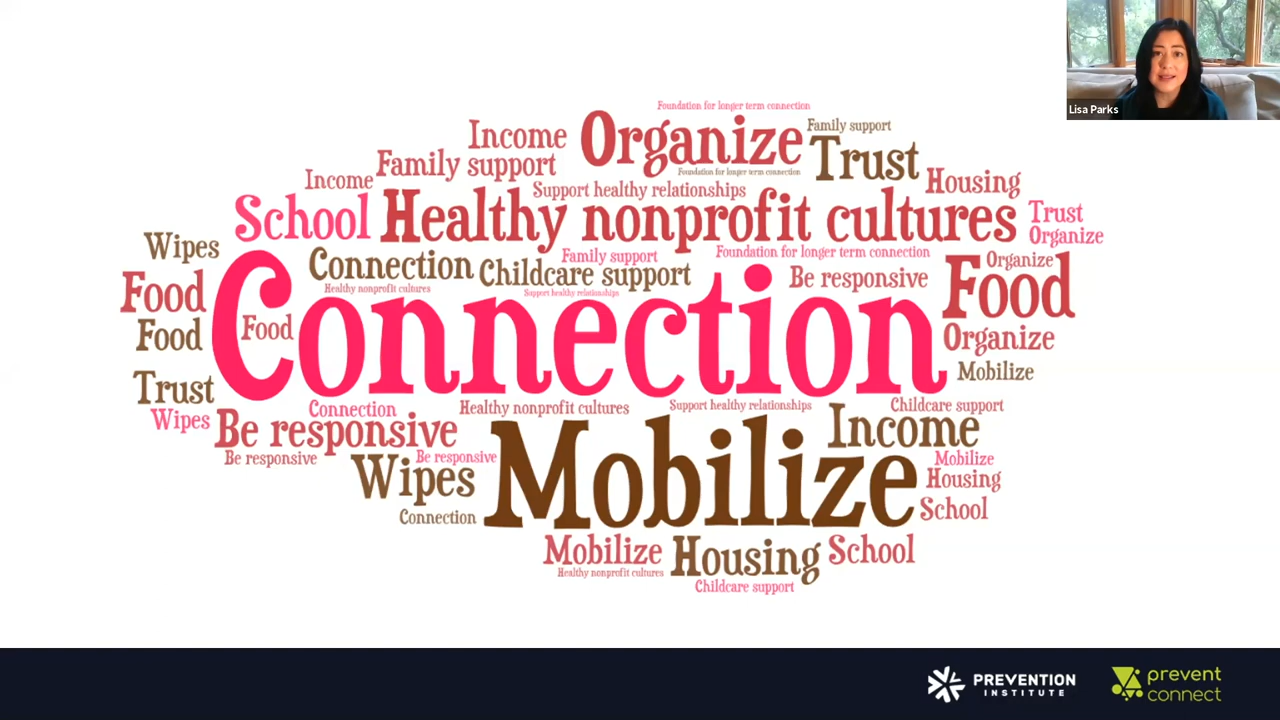 Lisa Parks
Foundation for longer term connection
Income
Organize
Family support
Family support
Trust
Foundation for longer term connection
Income
Support healthy relationships
Housing
School
Healthy nonprofit cultures
Trust
Organize
Wipes
Connection
Family support
Foundation for longer term connection
Childcare support
Organize
Healthy nonprofit cultures
Support healthy relationships
Be responsive
Food
Food
Connection
Food
Food
Organize
Trust
Mobilize
Wipes
Connection
Healthy nonprofit cultures
Support healthy relationships
Childcare support
Be responsive
Income
Be responsive
Be responsive
Mobilize
Wipes
Mobilize
Housing
Connection
School
Mobilize
Housing
School
Healthy nonprofit cultures
Childcare support
PREVENTION
INSTITUTE
prevent
connect